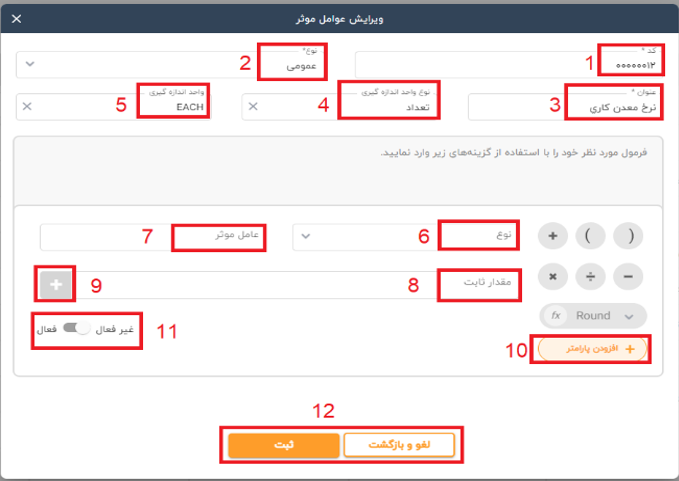 ویرایش عوامل موثر
کد *
00000012
1
نوع*
عمومی
2
عنوان *
نرخ معدن کاری
3
نوع واحد اندازه گیری
تعداد
4
واحد اندازه گیری
EACH
5
فرمول مورد نظر خود را با استفاده از گزینه‌های زیر وارد نمایید.
+ ( )
نوع
6
عامل موثر
7
× ÷ −
مقدار ثابت
8
+
9
fx Round
غیر فعال فعال
11
+ افزودن پارامتر
10
12
لغو و بازگشت
ثبت